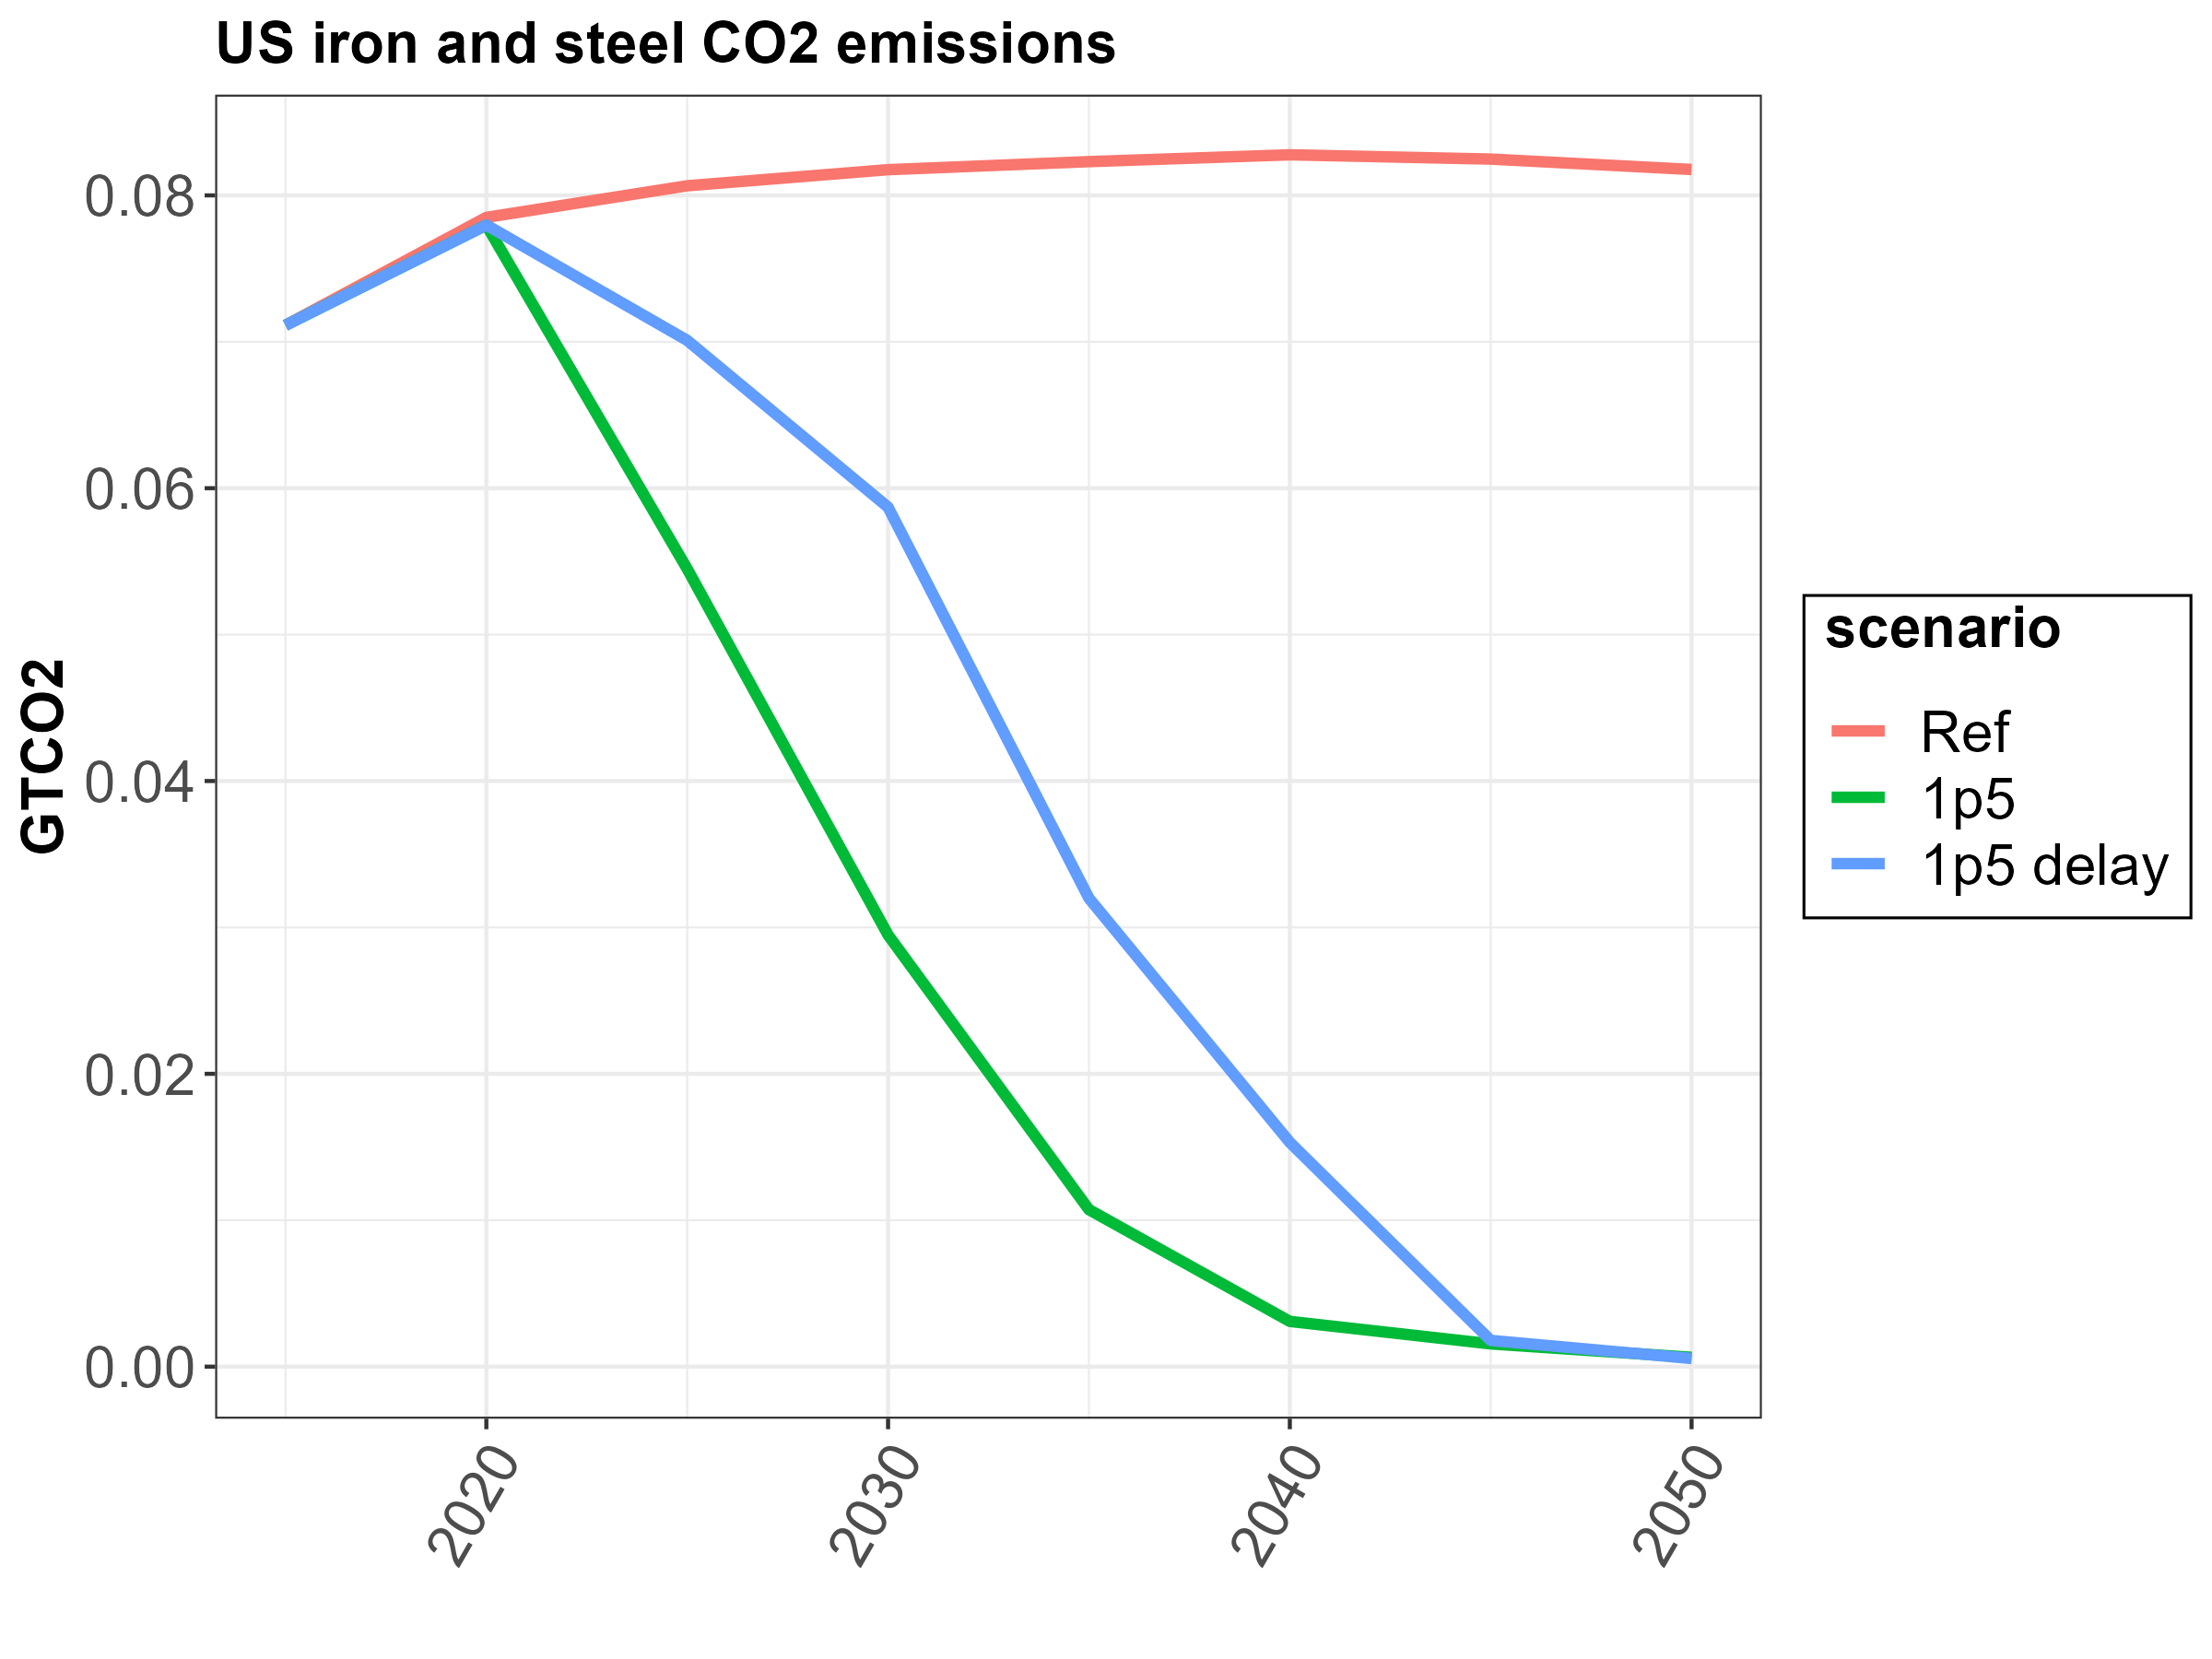 US iron and steel CO2 emissions
GTCO2
0.08
0.06
0.04
0.02
0.00
2020
2030
2040
2050
scenario
Ref
1p5
1p5 delay